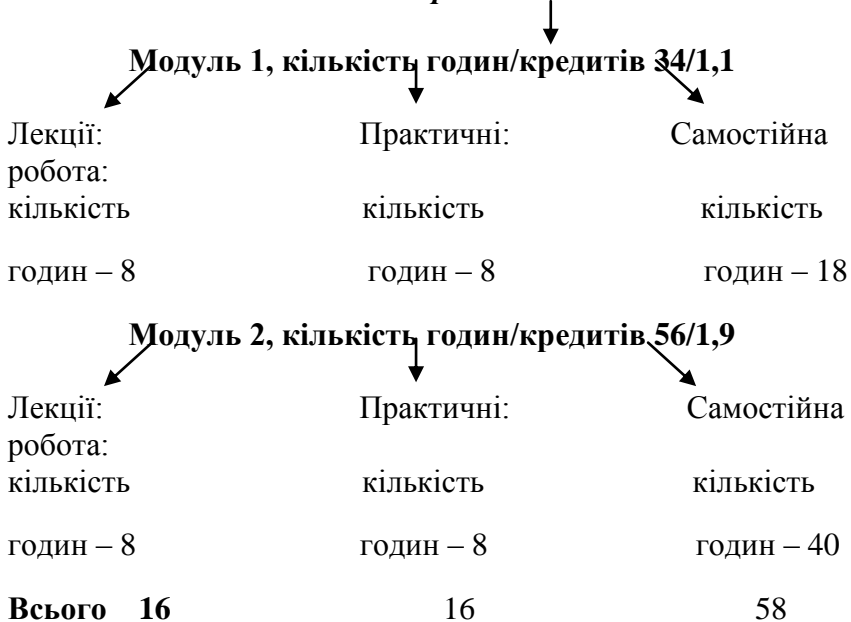 Модуль 1, кількість годин/кредитів 34/1,1
Лекції: Практичні: Самостійна
робота:
кількість кількість кількість
годин – 8 годин – 8 годин – 18
Модуль 2, кількість годин/кредитів 56/1,9
Лекції: Практичні: Самостійна
робота:
кількість кількість кількість
годин – 8 годин – 8 годин – 40
Всього 16 16 58